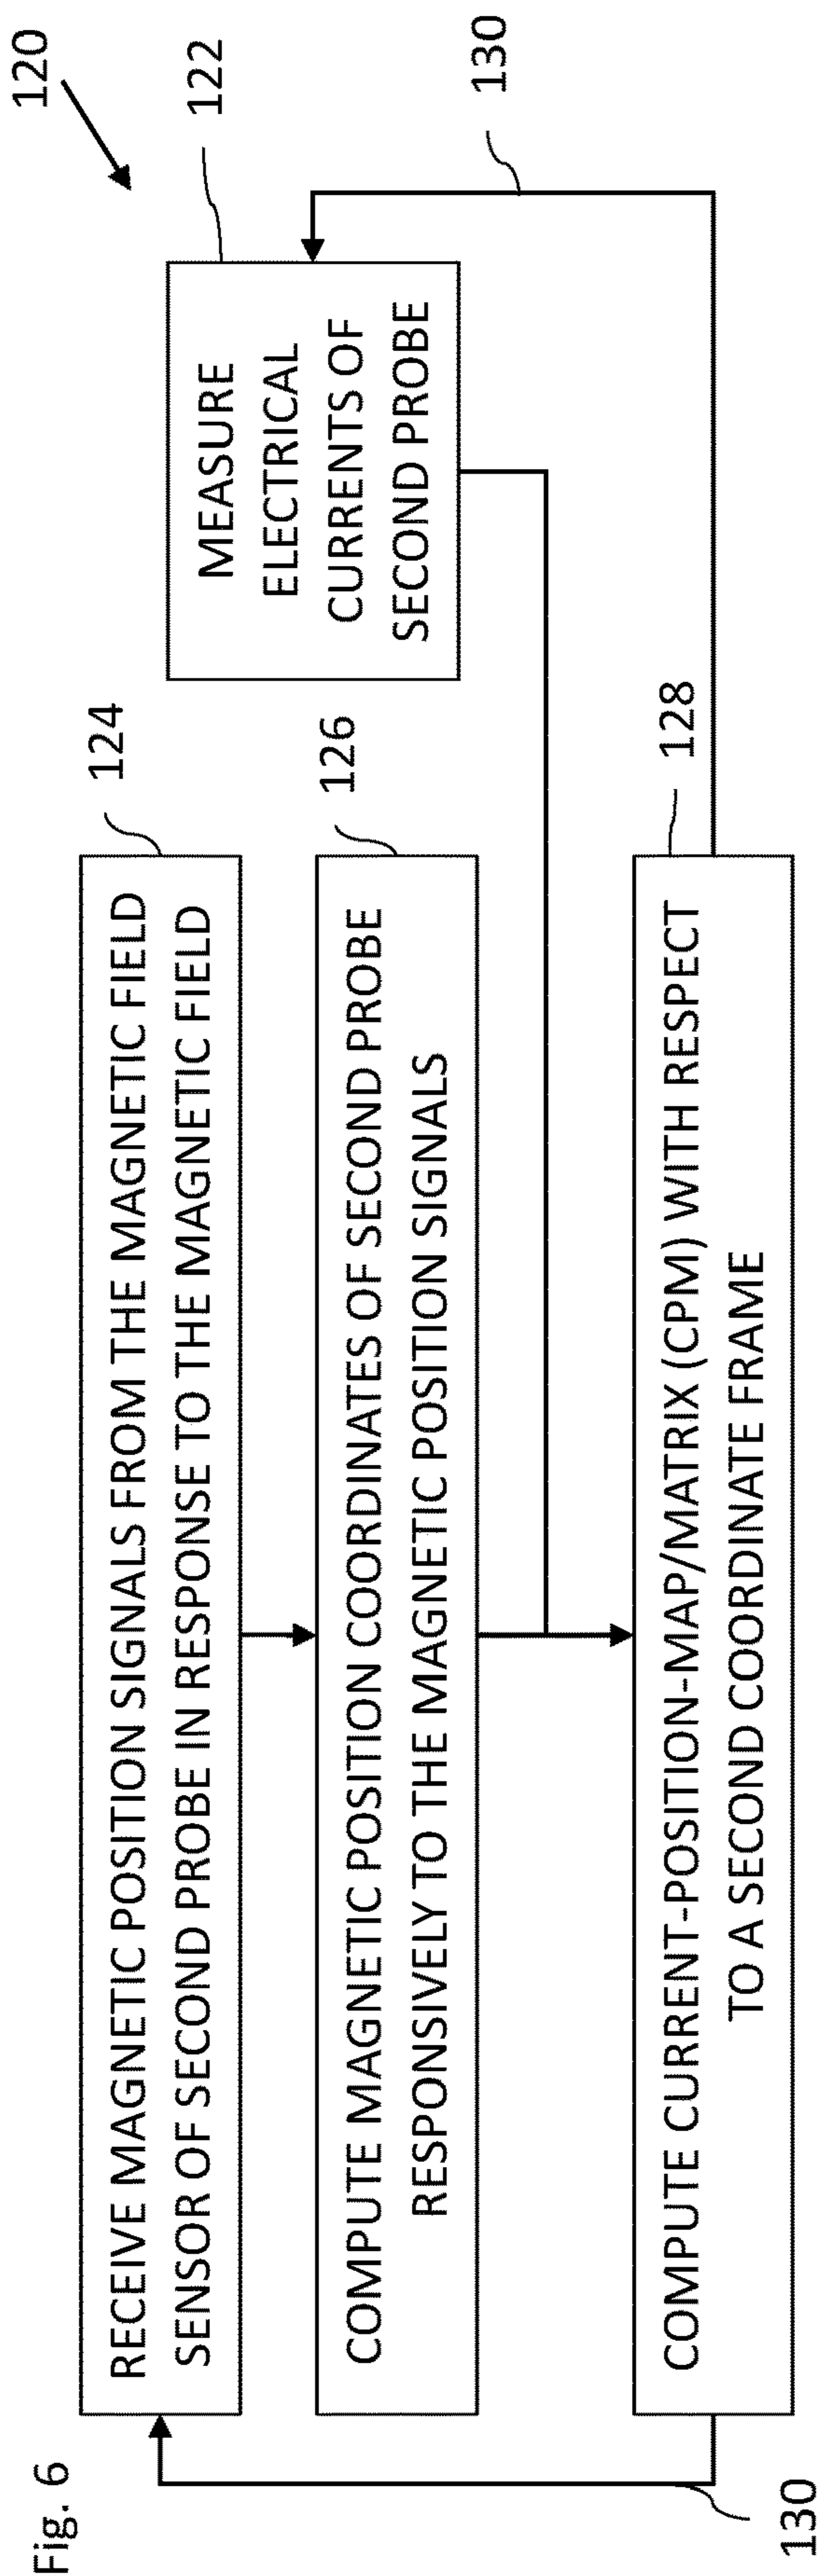 Fig. 6
120
124
RECEIVE MAGNETIC POSITION SIGNALS FROM THE MAGNETIC FIELD
SENSOR OF SECOND PROBE IN RESPONSE TO THE MAGNETIC FIELD
122
MEASURE
ELECTRICAL
CURRENTS OF
SECOND PROBE
126
COMPUTE MAGNETIC POSITION COORDINATES OF SECOND PROBE
RESPONSIVELY TO THE MAGNETIC POSITION SIGNALS
130
128
COMPUTE CURRENT-POSITION-MAP/MATRIX (CPM) WITH RESPECT
TO A SECOND COORDINATE FRAME
130